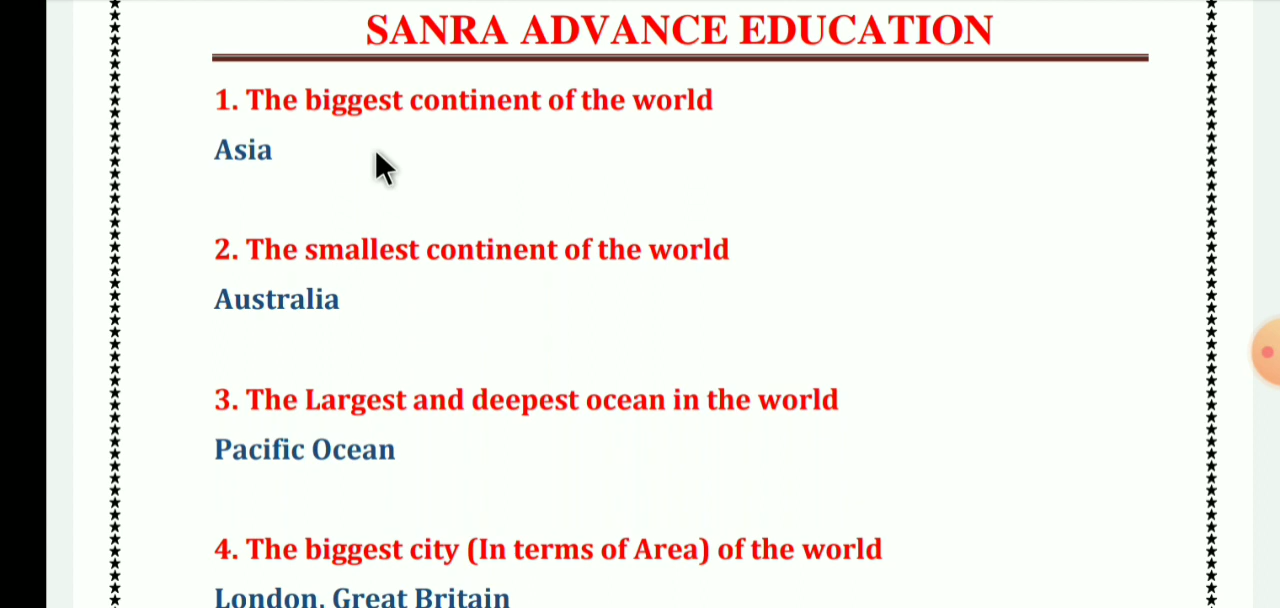 SANRA ADVANCE EDUCATION
1. The biggest continent of the world
Asia
2. The smallest continent of the world
Australia
3. The Largest and deepest ocean in the world
Pacific Ocean
4. The biggest city (In terms of Area) of the world
London, Great Britain